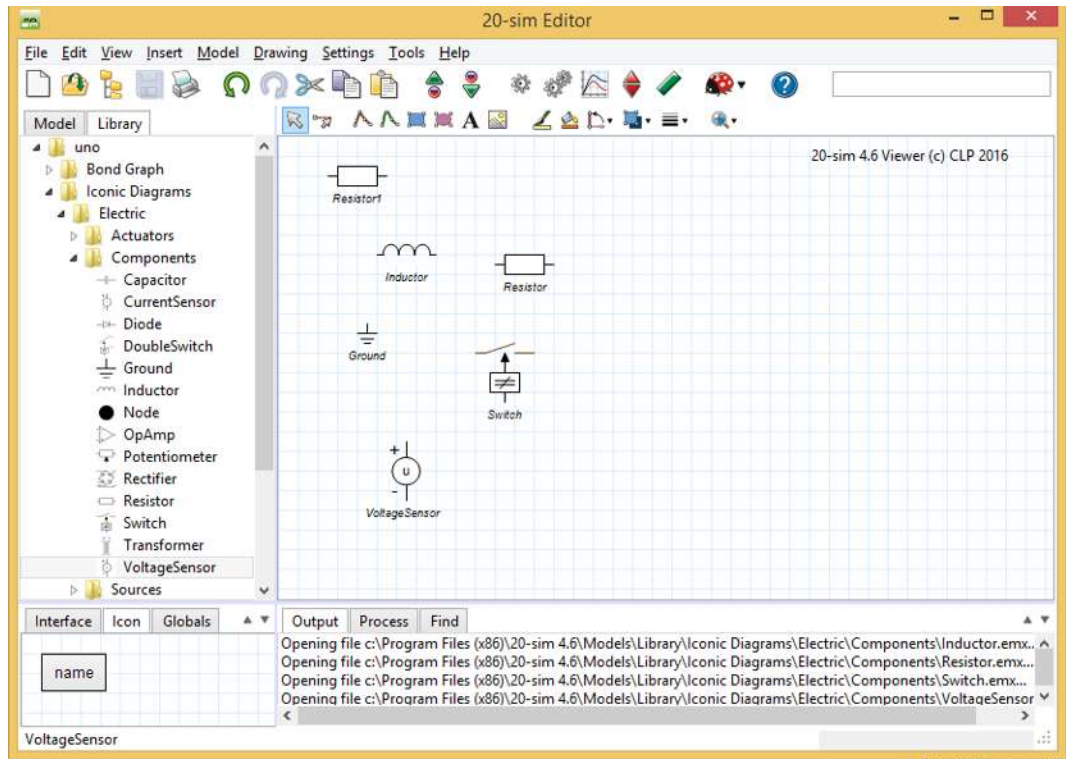 20-sim Editor
File Edit View Insert Model Drawing Settings Tools Help
Model Library
A
uno
Bond Graph
Iconic Diagrams
Electric
Actuators
Components
Capacitor
CurrentSensor
Diode
DoubleSwitch
Ground
Inductor
Node
OpAmp
Potentiometer
Rectifier
Resistor
Switch
Transformer
VoltageSensor
Sources
20-sim 4.6 Viewer (c) CLP 2016
Resistor1
Inductor
Resistor
Ground
Switch
+
U
-
VoltageSensor
Interface Icon Globals
name
Output Process Find
Opening file c:\Program Files (x86)\20-sim 4.6\Models\Library\Iconic Diagrams\Electric\Components\Inductor.emx...
Opening file c:\Program Files (x86)\20-sim 4.6\Models\Library\Iconic Diagrams\Electric\Components\Resistor.emx...
Opening file c:\Program Files (x86)\20-sim 4.6\Models\Library\Iconic Diagrams\Electric\Components\Switch.emx...
Opening file c:\Program Files (x86)\20-sim 4.6\Models\Library\Iconic Diagrams\Electric\Components\VoltageSensor
VoltageSensor